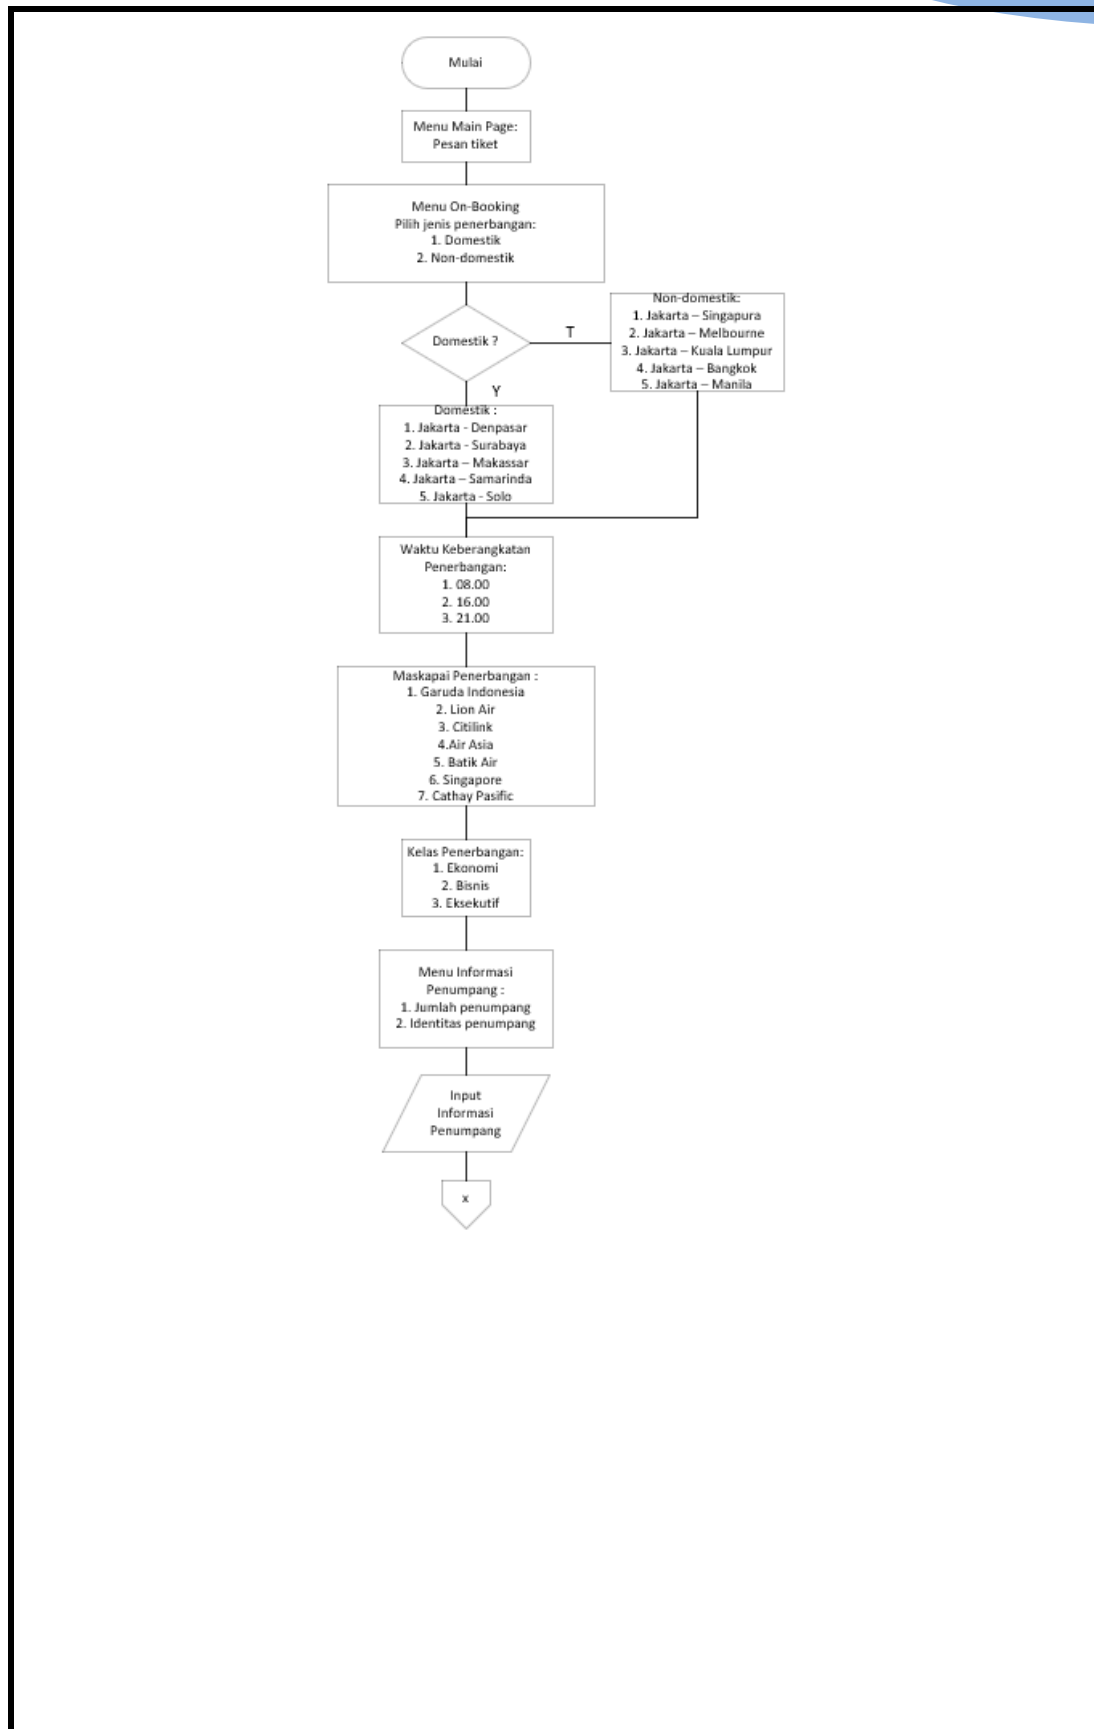 Mulai
Menu Main Page:
Pesan tiket
Menu On-Booking
Pilih jenis penerbangan:
1. Domestik
2. Non-domestik
Domestik ?
T
Non-domestik:
1. Jakarta – Singapura
2. Jakarta – Melbourne
3. Jakarta – Kuala Lumpur
4. Jakarta – Bangkok
5. Jakarta – Manila
Y
Domestik :
1. Jakarta - Denpasar
2. Jakarta - Surabaya
3. Jakarta – Makassar
4. Jakarta – Samarinda
5. Jakarta - Solo
Waktu Keberangkatan
Penerbangan:
1. 08.00
2. 16.00
3. 21.00
Maskapai Penerbangan :
1. Garuda Indonesia
2. Lion Air
3. Citilink
4.Air Asia
5. Batik Air
6. Singapore
7. Cathay Pasific
Kelas Penerbangan:
1. Ekonomi
2. Bisnis
3. Eksekutif
Menu Informasi
Penumpang :
1. Jumlah penumpang
2. Identitas penumpang
Input
Informasi
Penumpang
x